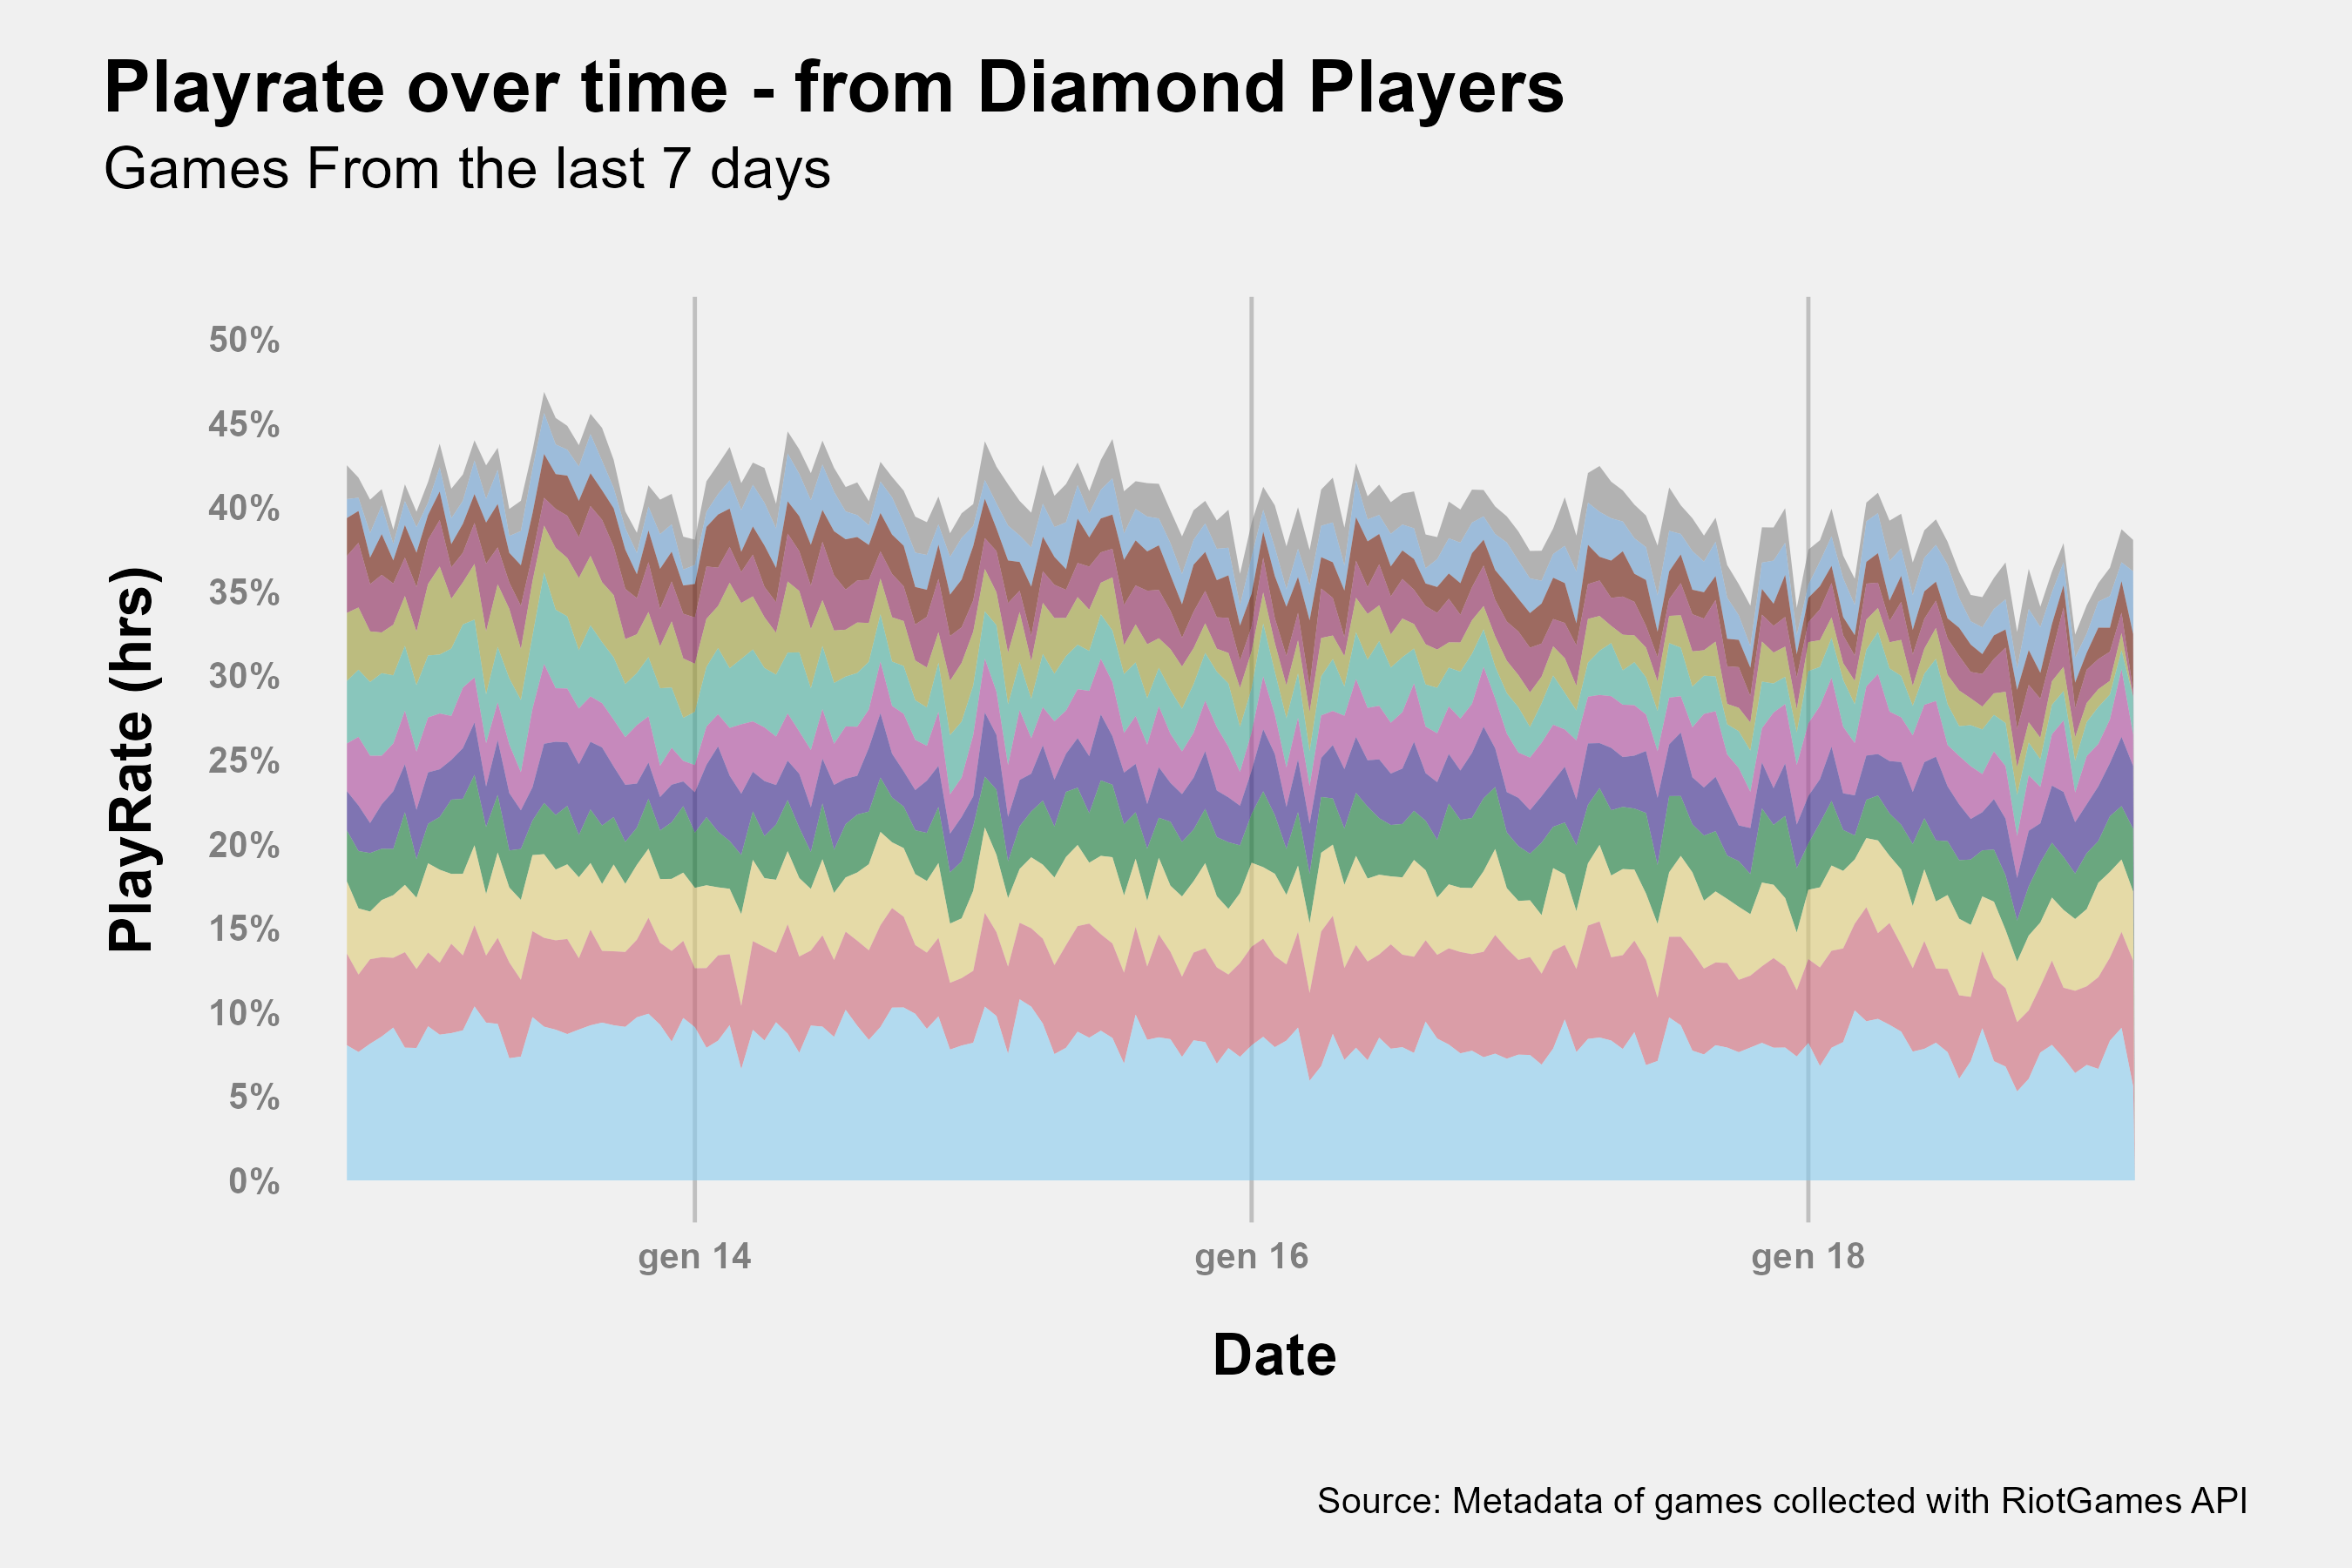 Playrate over time - from Diamond Players
Games From the last 7 days
PlayRate (hrs)
50%
45%
40%
35%
30%
25%
20%
15%
10%
5%
0%
gen 14
gen 16
gen 18
Date
Source: Metadata of games collected with RiotGames API